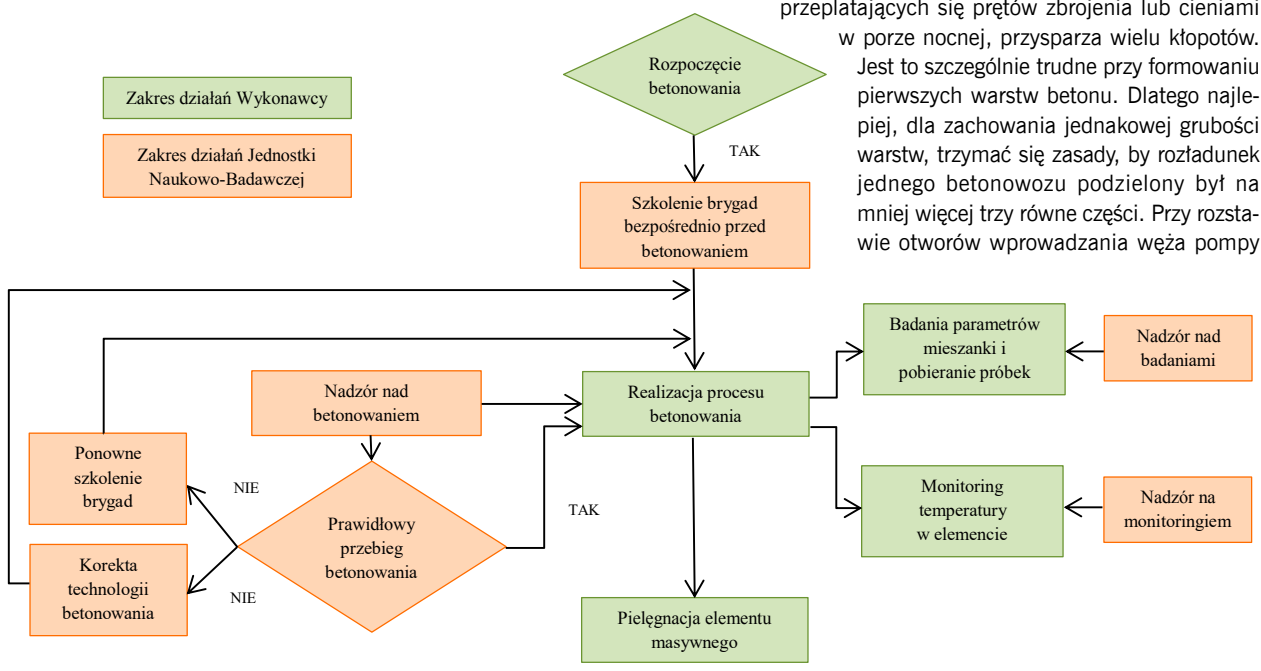 przeplatających się prętów zbrojenia lub cieniami
w porze nocnej, przysparza wielu kłopotów.
Jest to szczególnie trudne przy formowaniu
pierwszych warstw betonu. Dlatego najle-
piej, dla zachowania jednakowej grubości
warstw, trzymać się zasady, by rozładunek
jednego betonowozu podzielony był na
mniej więcej trzy równe części. Przy rozsta-
wie otworów wprowadzania węża pompy
Zakres działań Wykonawcy
Zakres działań Jednostki
Naukowo-Badawczej
Rozpoczęcie
betonowania
TAK
Szkolenie brygad
bezpośrednio przed
betonowaniem
Realizacja procesu
betonowania
Badania parametrów
mieszanki i
pobieranie próbek
Nadzór nad
badaniami
Monitoring
temperatury
w elemencie
Nadzór na
monitoringiem
Nadzór nad
betonowaniem
Prawidłowy
przebieg
betonowania
TAK
NIE
NIE
Ponowne
szkolenie
brygad
Korekta
technologii
betonowania
Pielęgnacja elementu
masywnego